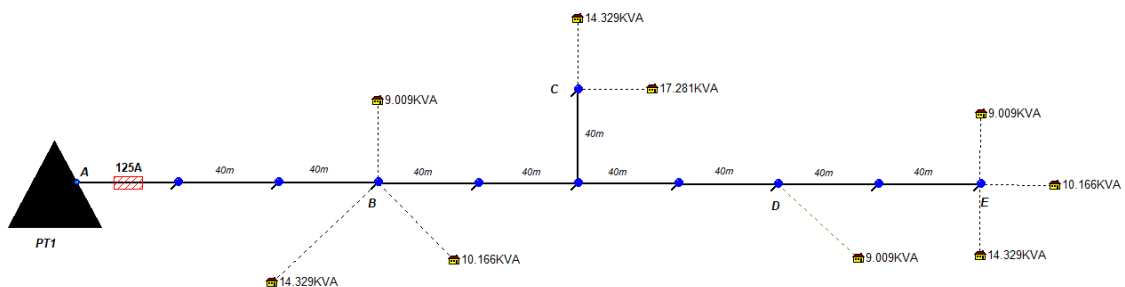 14.329KVA
C
17.281KVA
9.009KVA
9.009KVA
40m
125A
A
40m
40m
40m
40m
40m
40m
40m
40m
10.166KVA
B
D
E
PT1
10.166KVA
9.009KVA
14.329KVA
14.329KVA